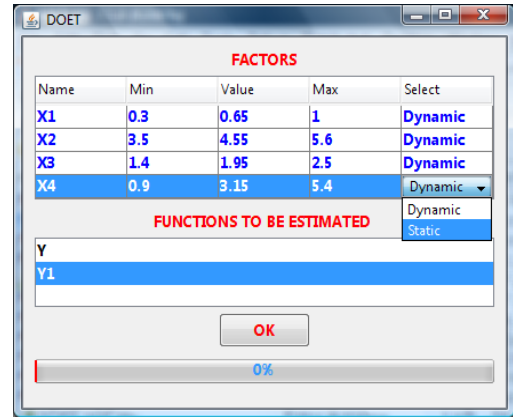 DOET
FACTORS
Name Min Value Max Select
X1 0.3 0.65 1 Dynamic
X2 3.5 4.55 5.6 Dynamic
X3 1.4 1.95 2.5 Dynamic
X4 0.9 3.15 5.4 Dynamic
Dynamic
Static
FUNCTIONS TO BE ESTIMATED
Y
Y1
OK
0%